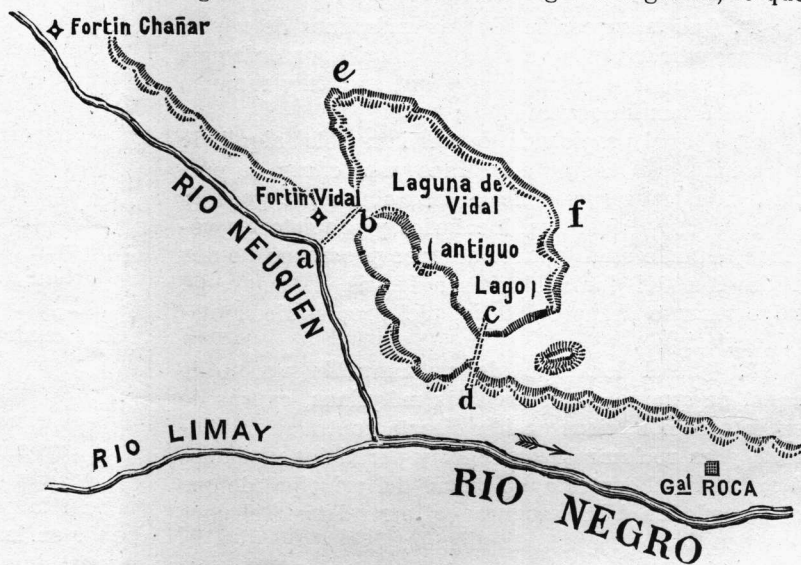 Fortin Chañar
e
RIO NEUQUEN
Fortin Vidal
Laguna de
Vidal
f
b
(antiguo
a
Lago)
c
d
RIO LIMAY
RIO NEGRO
Gal ROCA